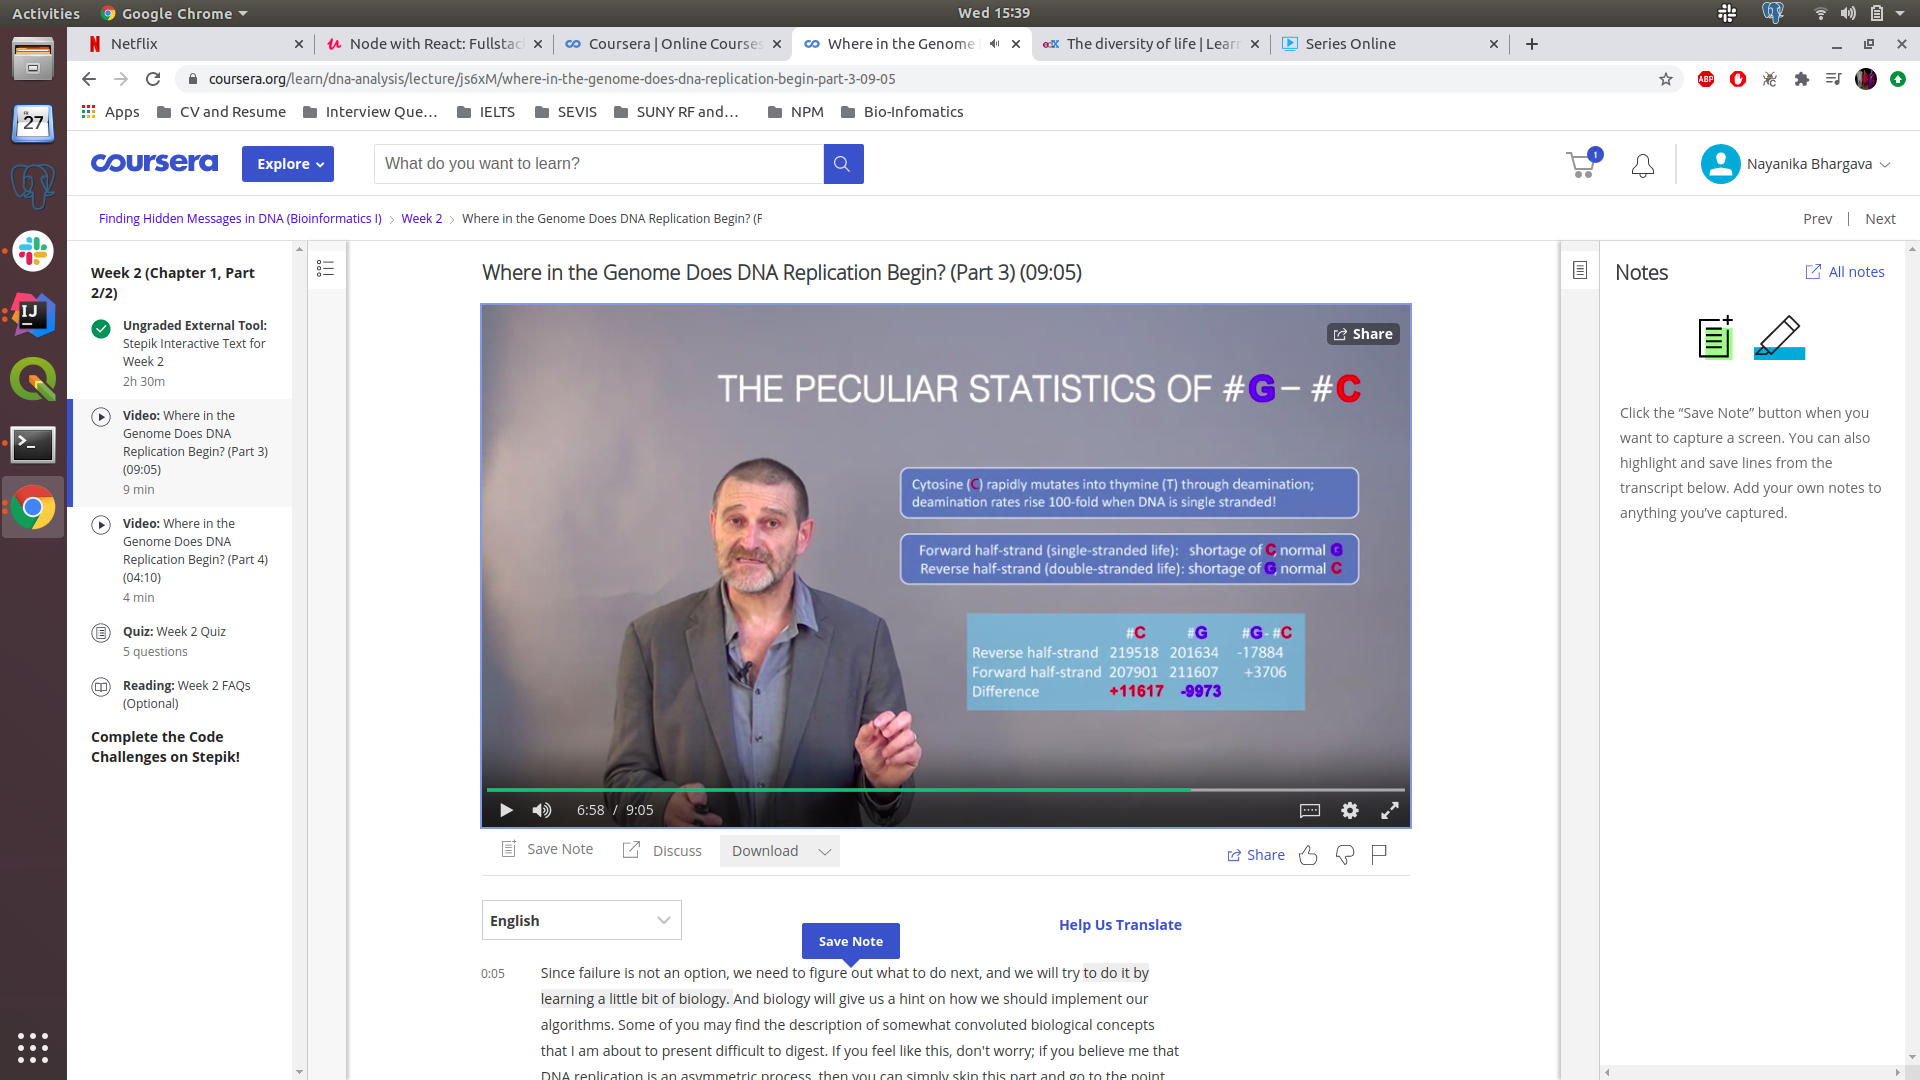 Activities
Google Chrome
Wed 15:39
Netflix
Node with React: Fullstac
Coursera | Online Courses
Where in the Genome
The diversity of life | Lear
Series Online
coursera.org/learn/dna-analysis/lecture/js6xM/where-in-the-genome-does-dna-replication-begin-part-3-09-05
ABP
Apps
CV and Resume
Interview Que…
IELTS
SEVIS
SUNY RF and…
NPM
Bio-Infomatics
27
coursera
Explore
What do you want to learn?
1
Nayanika Bhargava
Finding Hidden Messages in DNA (Bioinformatics I) > Week 2 > Where in the Genome Does DNA Replication Begin? (F
Prev | Next
Week 2 (Chapter 1, Part
2/2)
Ungraded External Tool:
Stepik Interactive Text for
Week 2
2h 30m
Video: Where in the
Genome Does DNA
Replication Begin? (Part 3)
(09:05)
9 min
Video: Where in the
Genome Does DNA
Replication Begin? (Part 4)
(04:10)
4 min
Quiz: Week 2 Quiz
5 questions
Reading: Week 2 FAQs
(Optional)
Complete the Code
Challenges on Stepik!
IJ
Where in the Genome Does DNA Replication Begin? (Part 3) (09:05)
Share
THE PECULIAR STATISTICS OF #G – #C
Cytosine (C) rapidly mutates into thymine (T) through deamination;
deamination rates rise 100-fold when DNA is single stranded!
Forward half-strand (single-stranded life): shortage of C, normal G
Reverse half-strand (double-stranded life): shortage of G, normal C
#C #G #G - #C
Reverse half-strand 219518 201634 -17884
Forward half-strand 207901 211607 +3706
Difference +11617 -9973
6:58 / 9:05
Save Note
Discuss
Download
Share
English
Help Us Translate
Save Note
0:05
Since failure is not an option, we need to figure out what to do next, and we will try to do it by
learning a little bit of biology. And biology will give us a hint on how we should implement our
algorithms. Some of you may find the description of somewhat convoluted biological concepts
that I am about to present difficult to digest. If you feel like this, don't worry; if you believe me that
DNA replication is an asymmetric process, then you can simply skip this part and go to the point
Notes
All notes
Click the “Save Note” button when you
want to capture a screen. You can also
highlight and save lines from the
transcript below. Add your own notes to
anything you’ve captured.